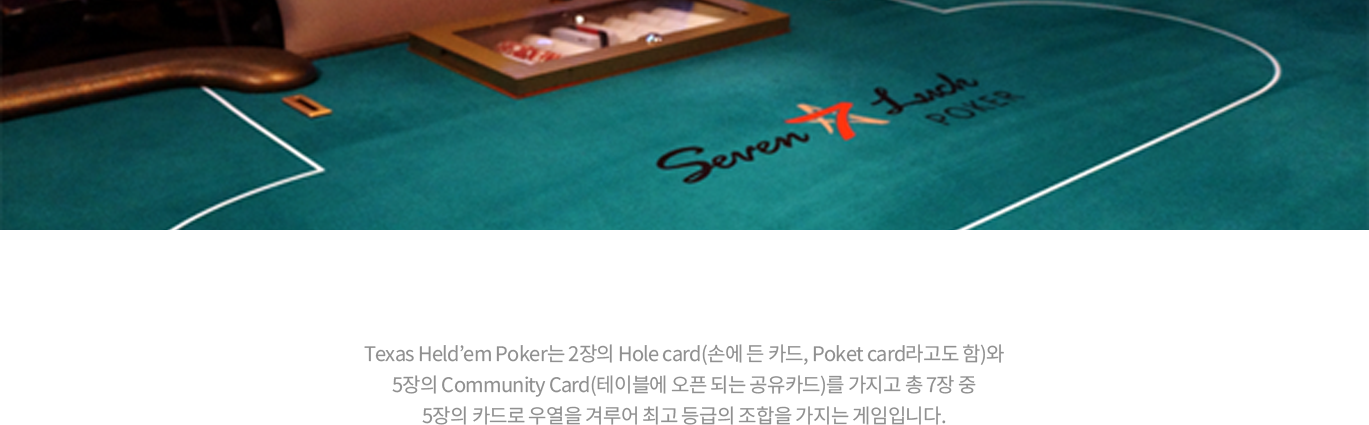 Seven 7 Luck
POKER
Texas Held’em Poker는 2장의 Hole card(손에 든 카드, Poket card라고도 함)와
5장의 Community Card(테이블에 오픈 되는 공유카드)를 가지고 총 7장 중
5장의 카드로 우열을 겨루어 최고 등급의 조합을 가지는 게임입니다.